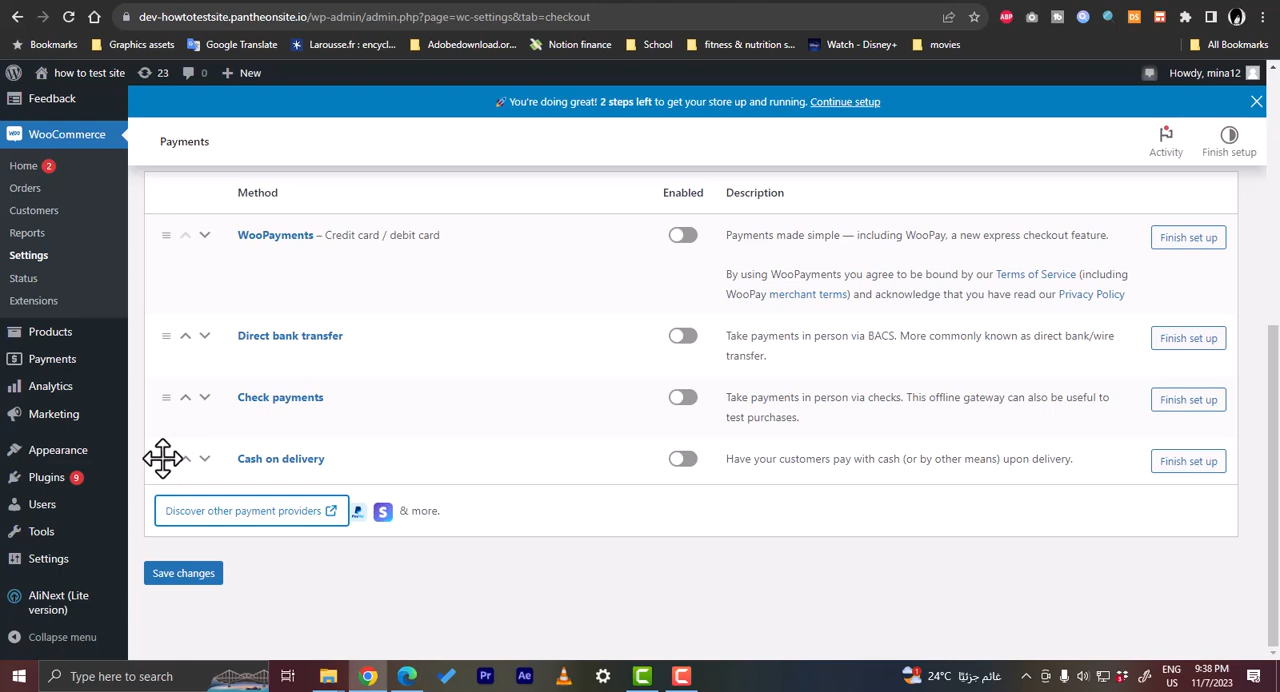 dev-howtotestsite.pantheonsite.io/wp-admin/admin.php?page=wc-settings&tab=checkout
Bookmarks Graphics assets Google Translate Larousse.fr : encycl... Adobedownload.or... Notion finance School fitness & nutrition s... Watch - Disney+ movies All Bookmarks
how to test site 23 0 New Howdy, mina12
Feedback
🚀 You're doing great! 2 steps left to get your store up and running. Continue setup
WooCommerce
Payments
Activity
Finish setup
Home 2
Orders
Customers
Reports
Settings
Status
Extensions
Products
Payments
Analytics
Marketing
Appearance
Plugins 9
Users
Tools
Settings
AliNext (Lite
version)
Collapse menu
Method Enabled Description
WooPayments – Credit card / debit card Payments made simple — including WooPay, a new express checkout feature. Finish set up
By using WooPayments you agree to be bound by our Terms of Service (including
WooPay merchant terms) and acknowledge that you have read our Privacy Policy
Direct bank transfer Take payments in person via BACS. More commonly known as direct bank/wire Finish set up
transfer.
Check payments Take payments in person via checks. This offline gateway can also be useful to Finish set up
test purchases.
Cash on delivery Have your customers pay with cash (or by other means) upon delivery. Finish set up
Discover other payment providers PayPal S & more.
Save changes
Type here to search
24°C غائم جزئيًا
ENG
US
9:38 PM
11/7/2023